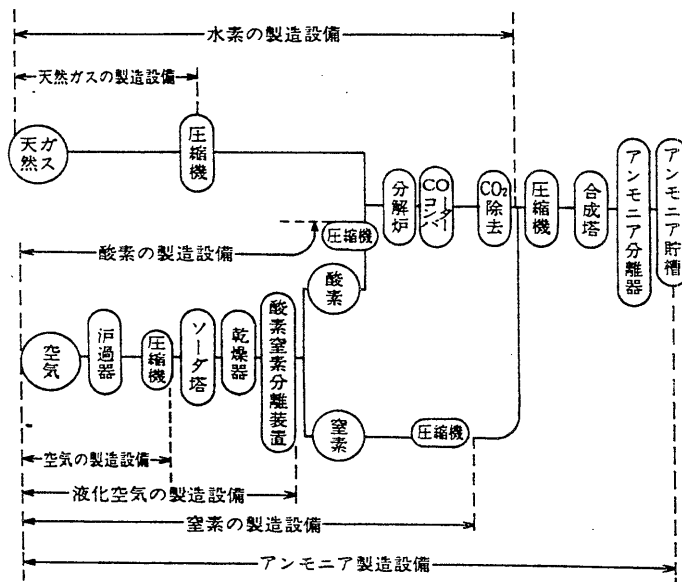 水素の製造設備
天然ガスの製造設備
天然ガス
圧縮機
分解炉
COコンバーター
CO₂除去
圧縮機
合成塔
アンモニア分離器
アンモニア貯槽
圧縮機
酸素の製造設備
酸素
空気
沪過器
圧縮機
ソーダ塔
乾燥器
酸素窒素分離装置
窒素
圧縮機
空気の製造設備
液化空気の製造設備
窒素の製造設備
アンモニア製造設備